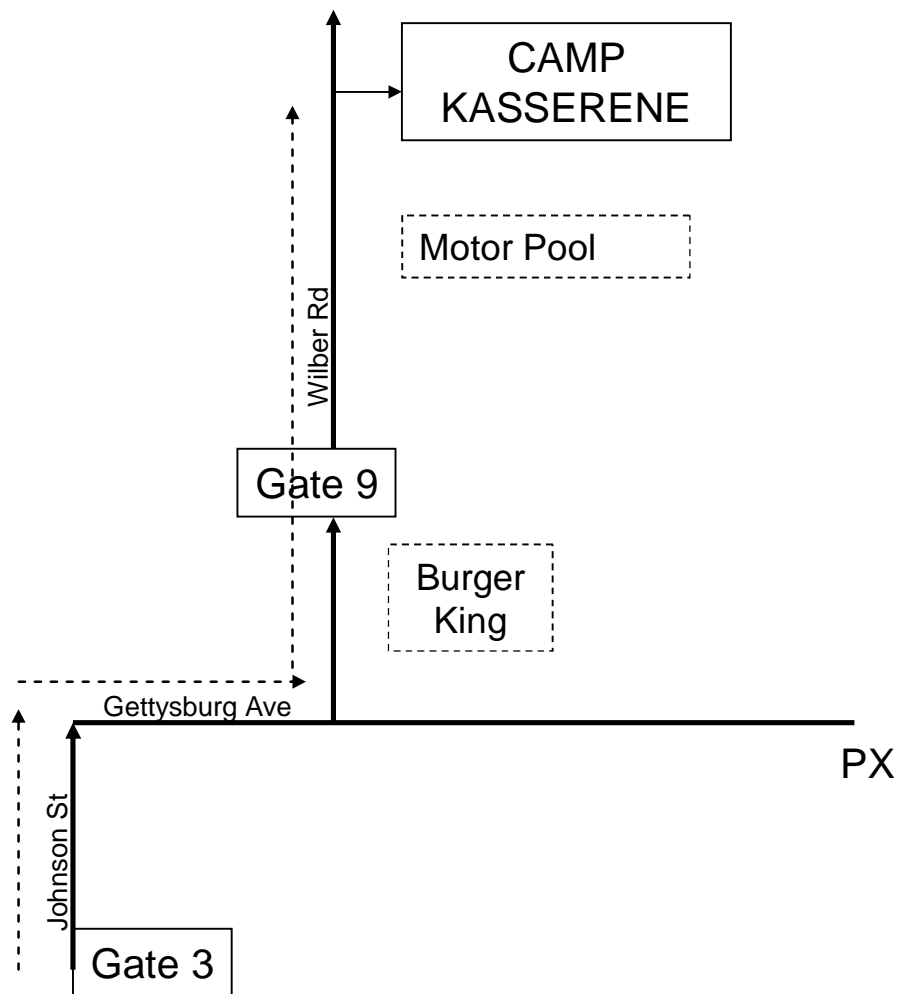 CAMP
KASSERENE
Motor Pool
Wilber Rd
Gate 9
Burger
King
Gettysburg Ave
PX
Johnson St
Gate 3